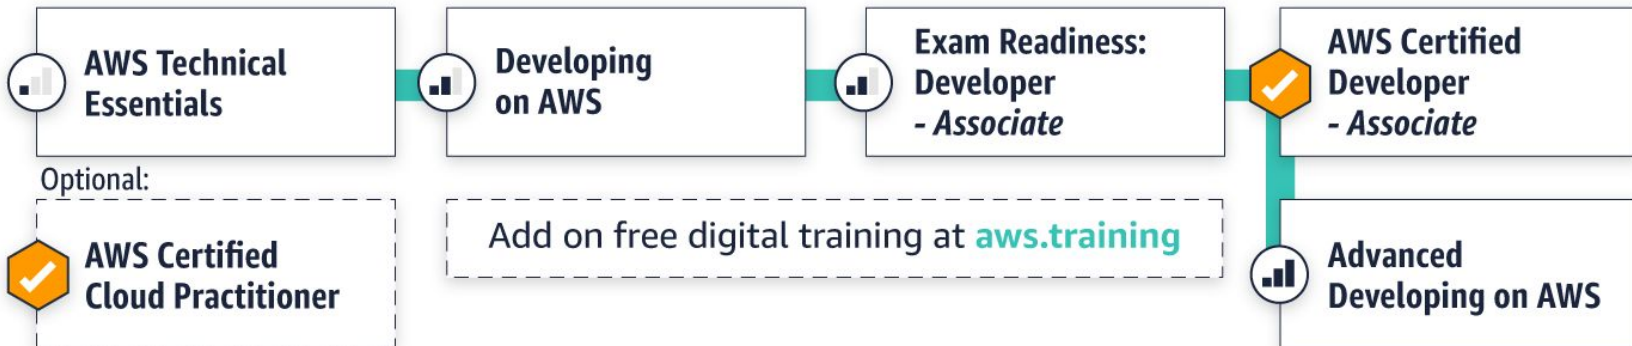 AWS Technical
Essentials
Developing
on AWS
Exam Readiness:
Developer
- Associate
AWS Certified
Developer
- Associate
Optional:
AWS Certified
Cloud Practitioner
Add on free digital training at aws.training
Advanced
Developing on AWS